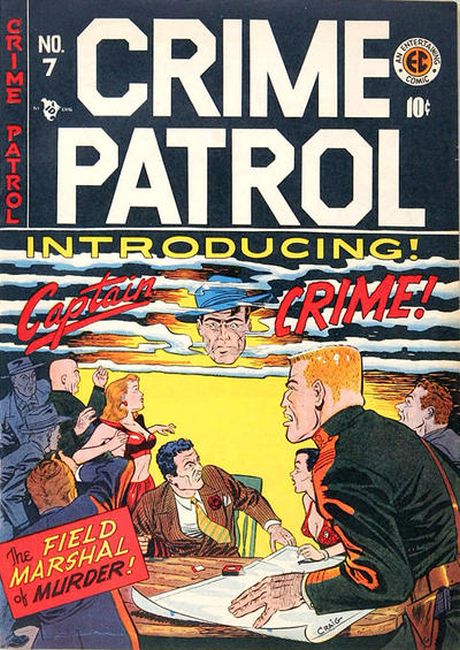 CRIME PATROL
NO.
7
CRIME
PATROL
AN ENTERTAINING
EC
COMIC
10¢
INTRODUCING!
Captain CRIME!
The FIELD
MARSHAL
of MURDER!
CRAIG